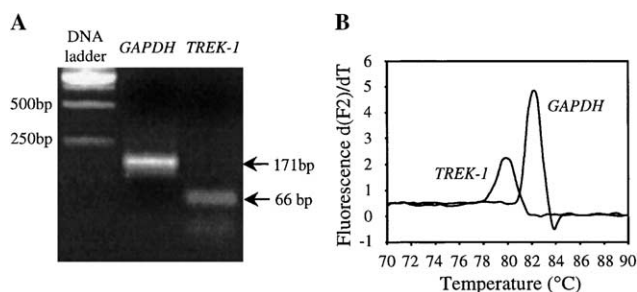 A
DNA ladder
GAPDH TREK-1
500bp
250bp
171bp
66 bp
B
Fluorescence d(F2)/dT
6
5
4
3
2
1
0
-1
GAPDH
TREK-1
70 72 74 76 78 80 82 84 86 88 90
Temperature (°C)